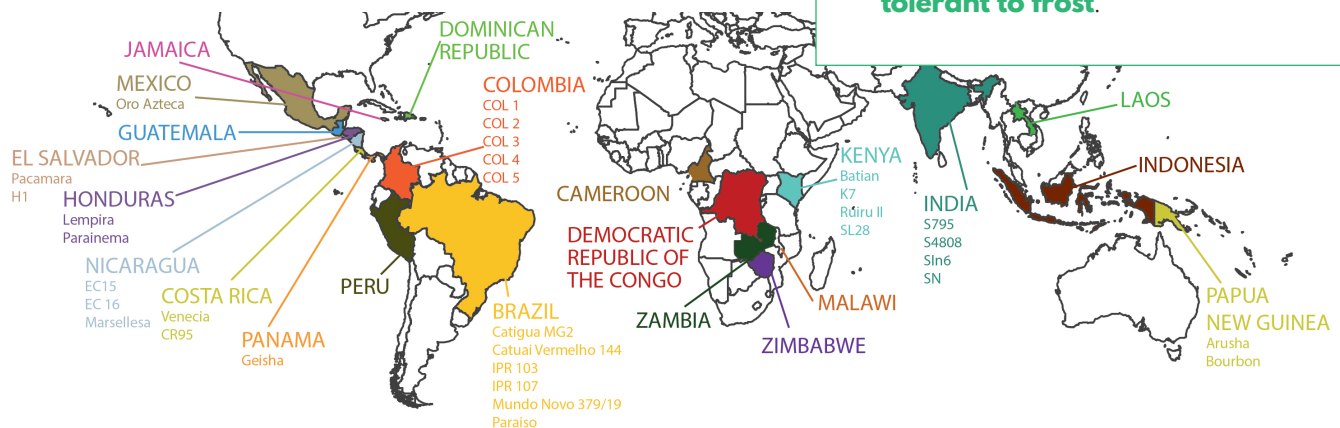 tolerant to frost.
JAMAICA
DOMINICAN
REPUBLIC
MEXICO
Oro Azteca
COLOMBIA
COL 1
COL 2
COL 3
COL 4
COL 5
GUATEMALA
EL SALVADOR
Pacamara
H1
HONDURAS
Lempira
Parainema
NICARAGUA
EC15
EC 16
Marsellesa
COSTA RICA
Venecia
CR95
PANAMA
Geisha
PERU
BRAZIL
Catigua MG2
Catuai Vermelho 144
IPR 103
IPR 107
Mundo Novo 379/19
Paraiso
CAMEROON
DEMOCRATIC
REPUBLIC OF
THE CONGO
ZAMBIA
ZIMBABWE
MALAWI
KENYA
Batian
K7
Ruiru II
SL28
INDIA
S795
S4808
SIn6
SN
LAOS
INDONESIA
PAPUA
NEW GUINEA
Arusha
Bourbon